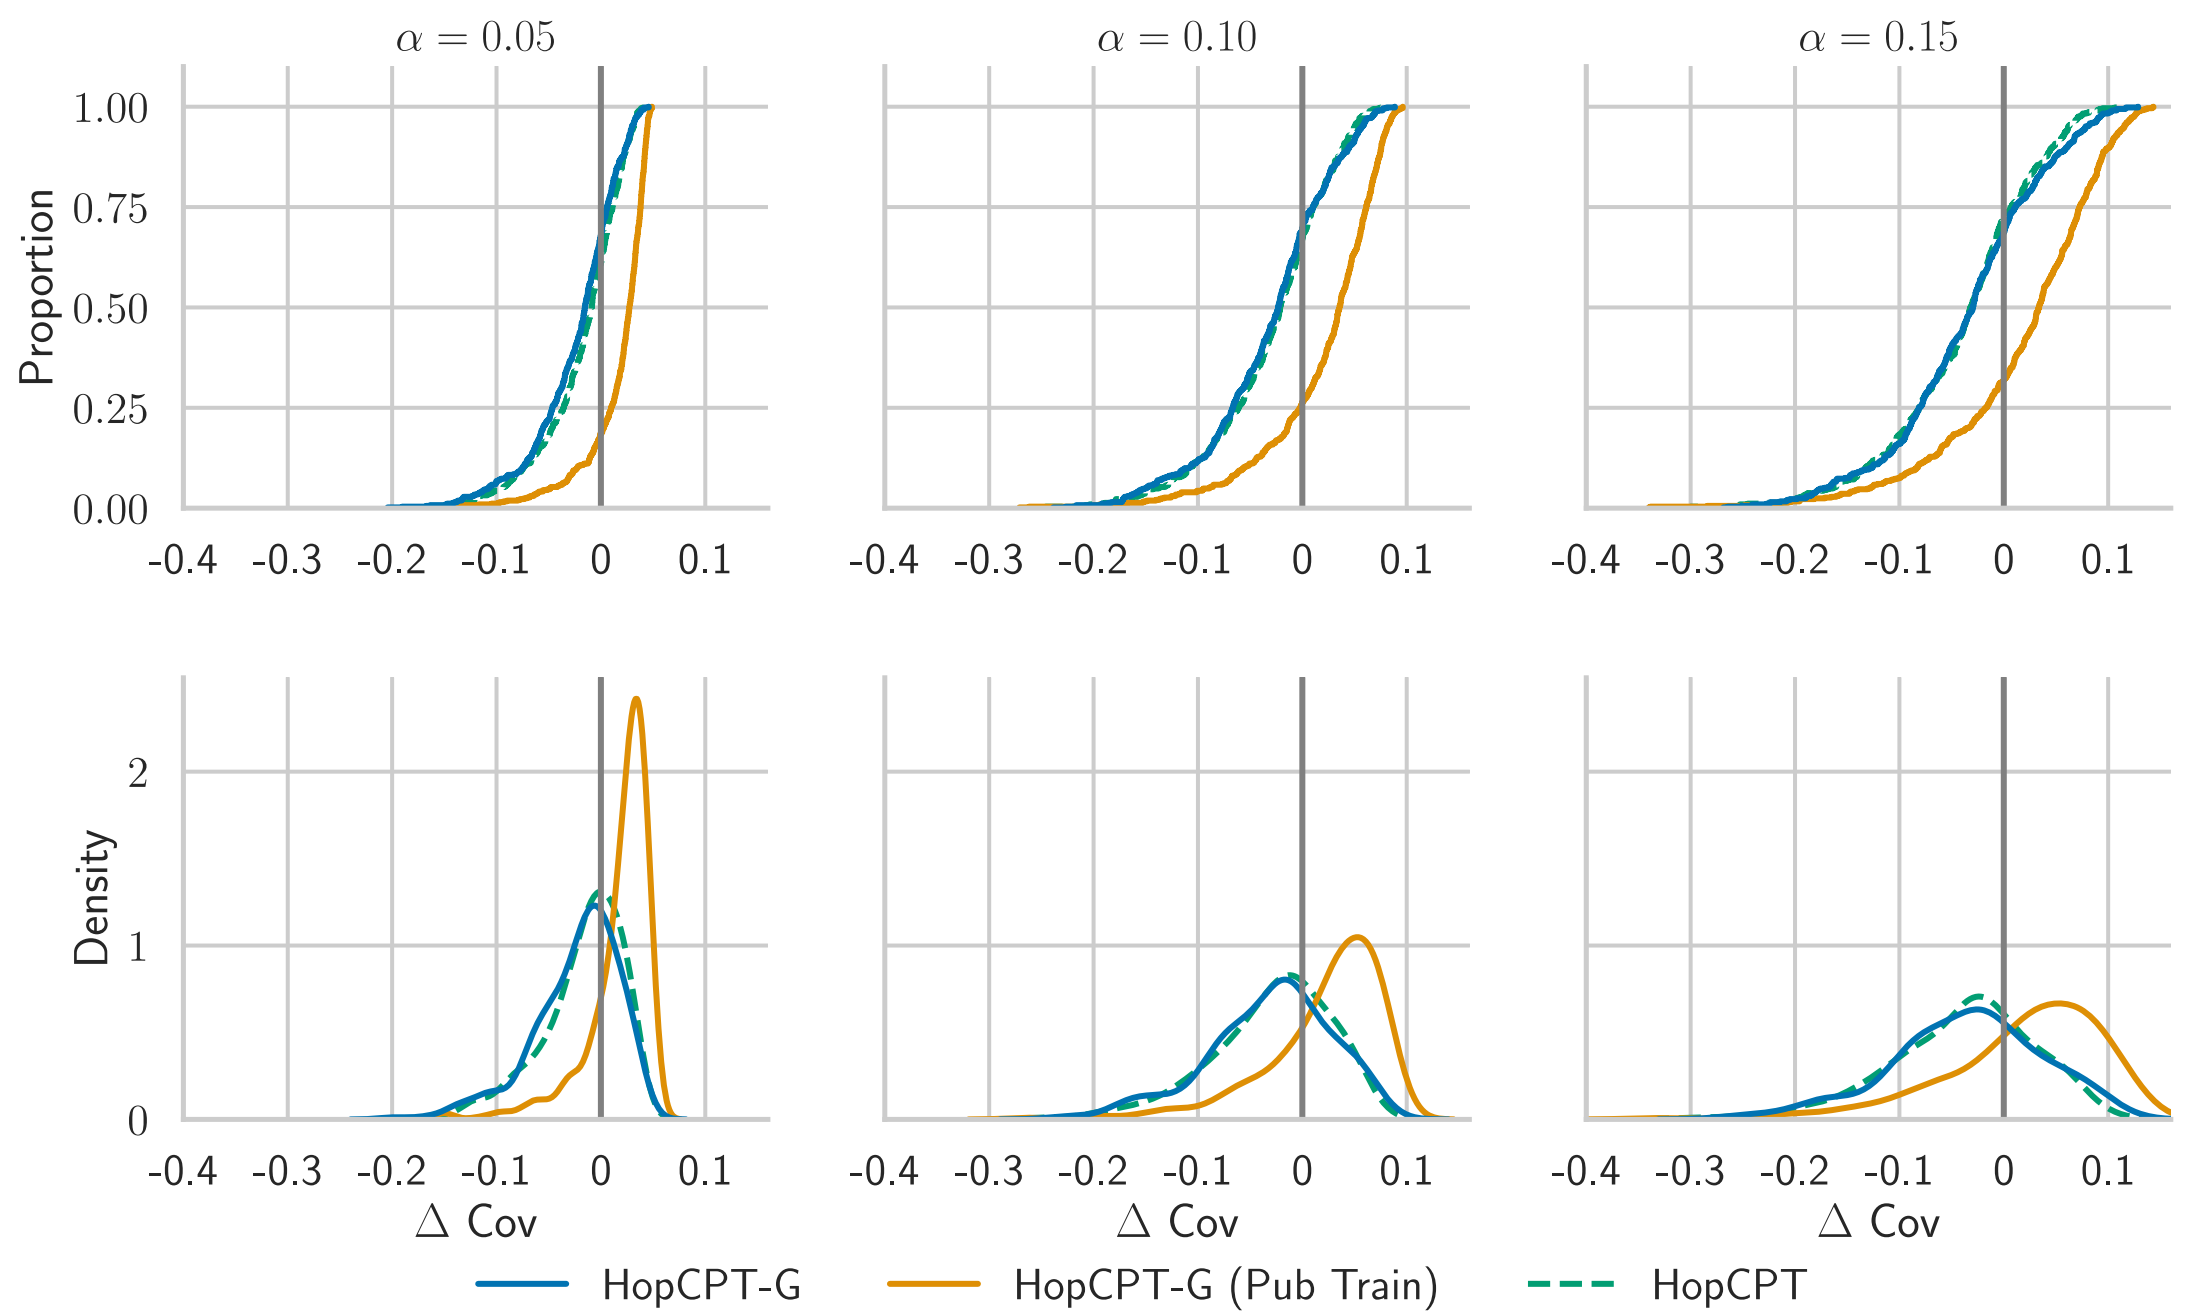 α = 0.05 α = 0.10 α = 0.15
Proportion
1.00
0.75
0.50
0.25
0.00
-0.4 -0.3 -0.2 -0.1 0 0.1 -0.4 -0.3 -0.2 -0.1 0 0.1 -0.4 -0.3 -0.2 -0.1 0 0.1
Density
2
1
0
-0.4 -0.3 -0.2 -0.1 0 0.1 -0.4 -0.3 -0.2 -0.1 0 0.1 -0.4 -0.3 -0.2 -0.1 0 0.1
Δ Cov Δ Cov Δ Cov
HopCPT-G HopCPT-G (Pub Train) HopCPT